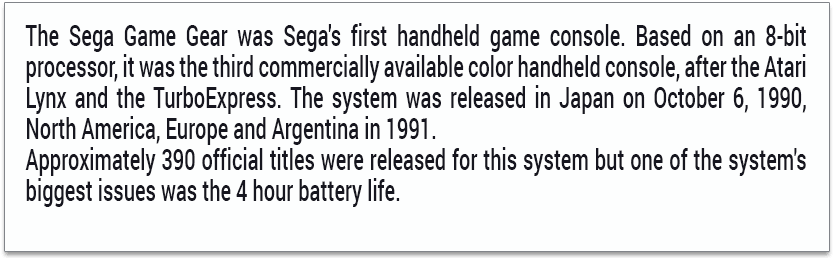 The Sega Game Gear was Sega's first handheld game console. Based on an 8-bit
processor, it was the third commercially available color handheld console, after the Atari
Lynx and the TurboExpress. The system was released in Japan on October 6, 1990,
North America, Europe and Argentina in 1991.
Approximately 390 official titles were released for this system but one of the system's
biggest issues was the 4 hour battery life.